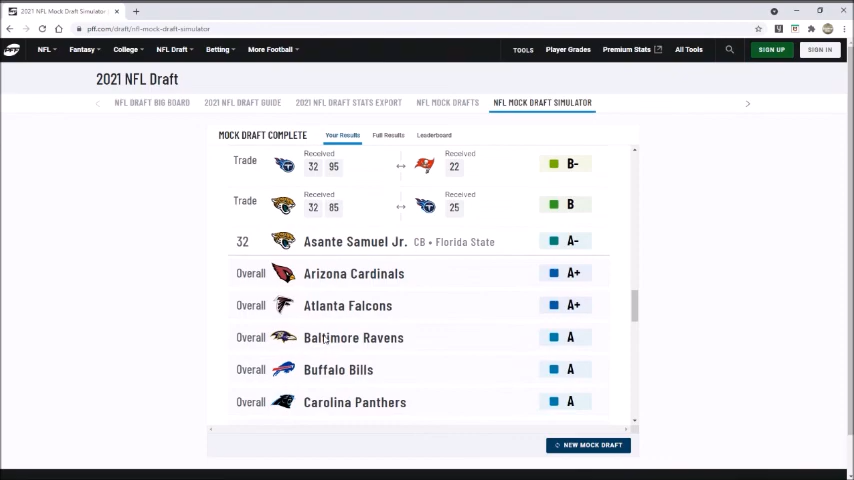 2021 NFL Mock Draft Simulator
pff.com/draft/nfl-mock-draft-simulator
PFF NFL Fantasy College NFL Draft Betting More Football TOOLS Player Grades Premium Stats All Tools SIGN UP SIGN IN
2021 NFL Draft
NFL DRAFT BIG BOARD 2021 NFL DRAFT GUIDE 2021 NFL DRAFT STATS EXPORT NFL MOCK DRAFTS NFL MOCK DRAFT SIMULATOR
MOCK DRAFT COMPLETE Your Results Full Results Leaderboard
Received Received
Trade 32 95 22 B-
Received Received
Trade 32 85 25 B
32 Asante Samuel Jr. CB • Florida State A-
Overall Arizona Cardinals A+
Overall Atlanta Falcons A+
Overall Baltimore Ravens A
Overall Buffalo Bills A
Overall Carolina Panthers A
NEW MOCK DRAFT